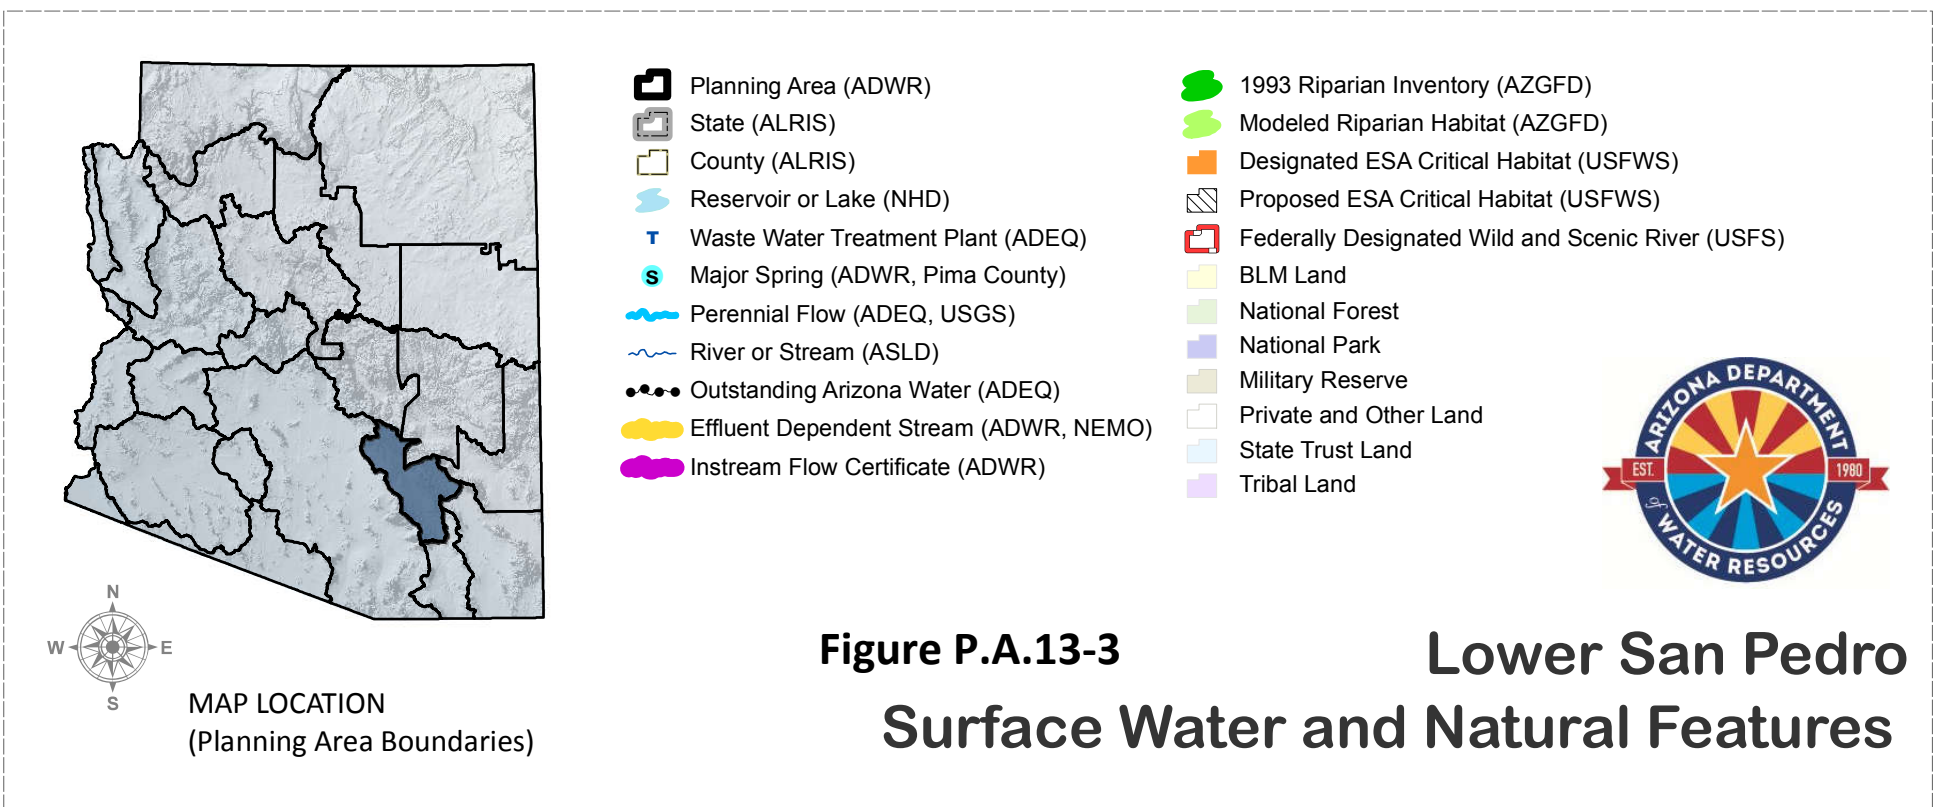 Planning Area (ADWR)
State (ALRIS)
County (ALRIS)
Reservoir or Lake (NHD)
T Waste Water Treatment Plant (ADEQ)
S Major Spring (ADWR, Pima County)
Perennial Flow (ADEQ, USGS)
River or Stream (ASLD)
Outstanding Arizona Water (ADEQ)
Effluent Dependent Stream (ADWR, NEMO)
Instream Flow Certificate (ADWR)
1993 Riparian Inventory (AZGFD)
Modeled Riparian Habitat (AZGFD)
Designated ESA Critical Habitat (USFWS)
Proposed ESA Critical Habitat (USFWS)
Federally Designated Wild and Scenic River (USFS)
BLM Land
National Forest
National Park
Military Reserve
Private and Other Land
State Trust Land
Tribal Land
ARIZONA DEPARTMENT
EST. 1980
of WATER RESOURCES
N
W E
S
MAP LOCATION
(Planning Area Boundaries)
Figure P.A.13-3
Lower San Pedro
Surface Water and Natural Features